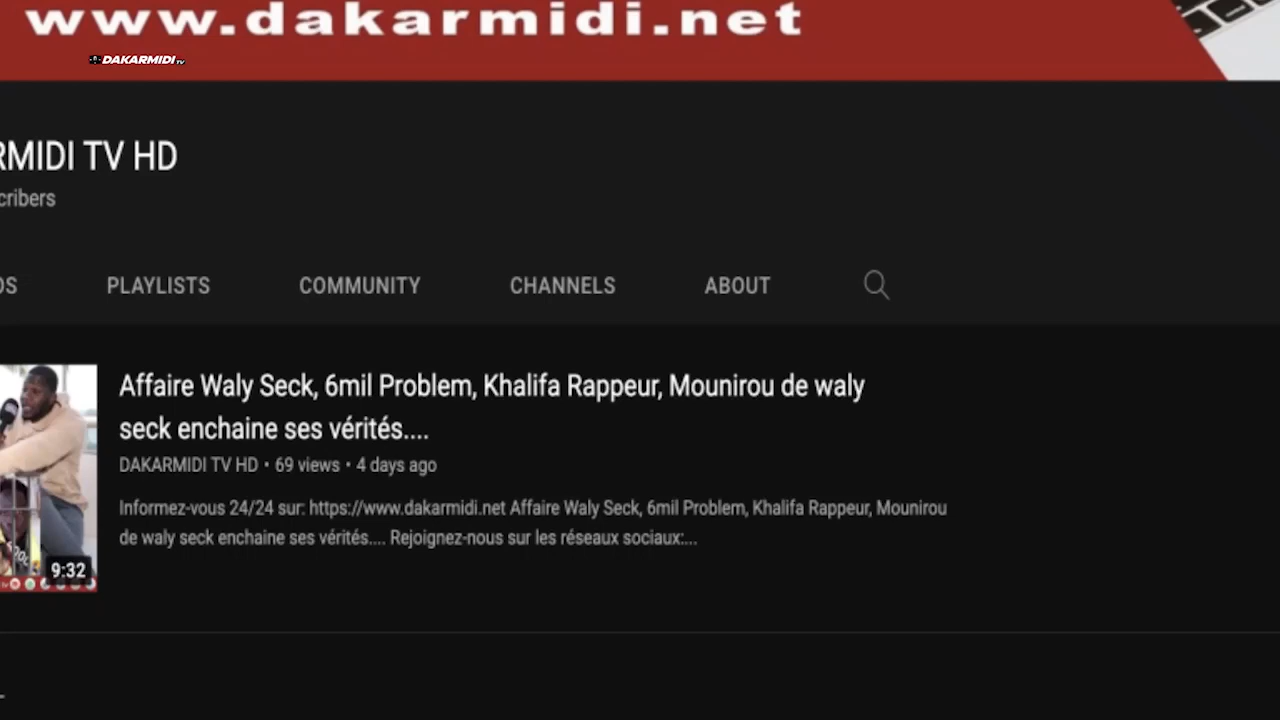 www.dakarmidi.net
DAKARMIDI TV
RMIDI TV HD
cribers
OS PLAYLISTS COMMUNITY CHANNELS ABOUT
Affaire Waly Seck, 6mil Problem, Khalifa Rappeur, Mounirou de waly
seck enchaine ses vérités....
DAKARMIDI TV HD • 69 views • 4 days ago
Informez-vous 24/24 sur: https://www.dakarmidi.net Affaire Waly Seck, 6mil Problem, Khalifa Rappeur, Mounirou
de waly seck enchaine ses vérités.... Rejoignez-nous sur les réseaux sociaux:...
9:32